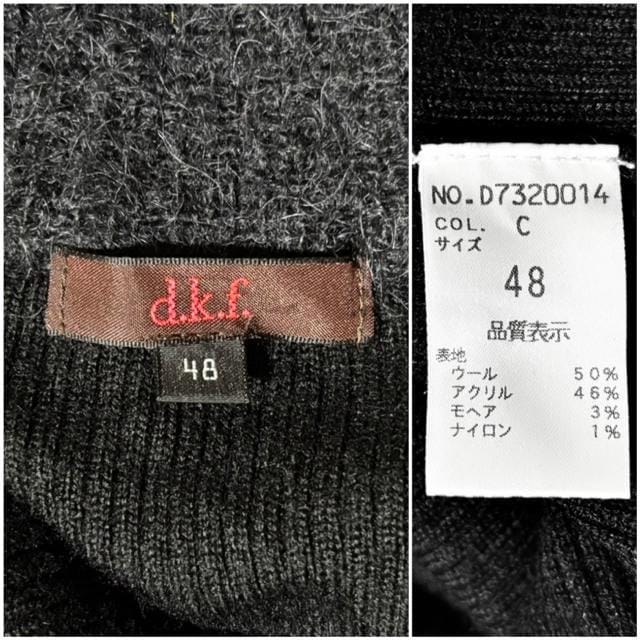 d.k.f.
48
NO.D7320014
COL. C
サイズ
48
品質表示
表地
ウール 50%
アクリル 46%
モヘア 3%
ナイロン 1%